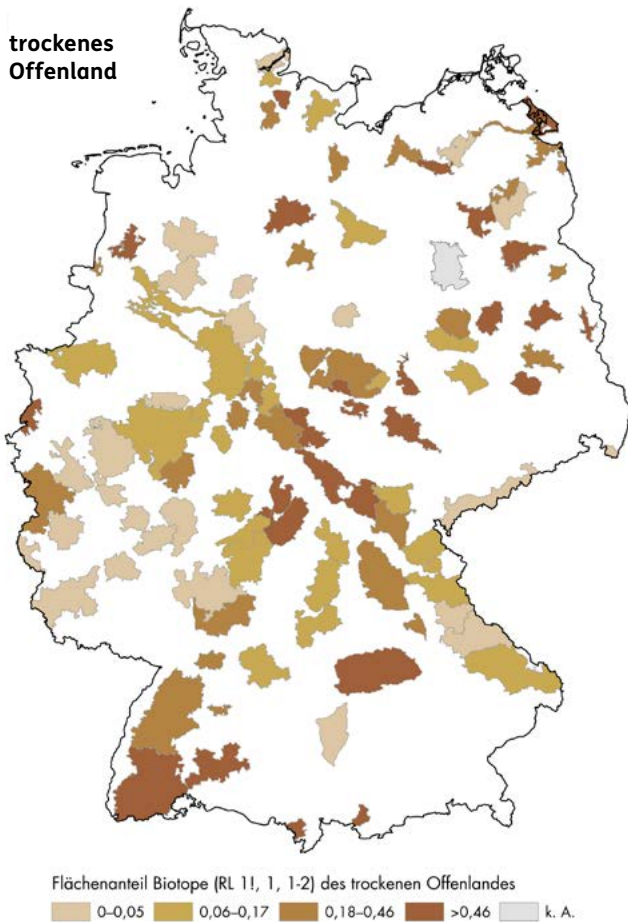 trockenes
Offenland
Flächenanteil Biotope (RL 1!, 1, 1-2) des trockenen Offenlandes
0–0,05 0,06–0,17 0,18–0,46 >0,46 k. A.